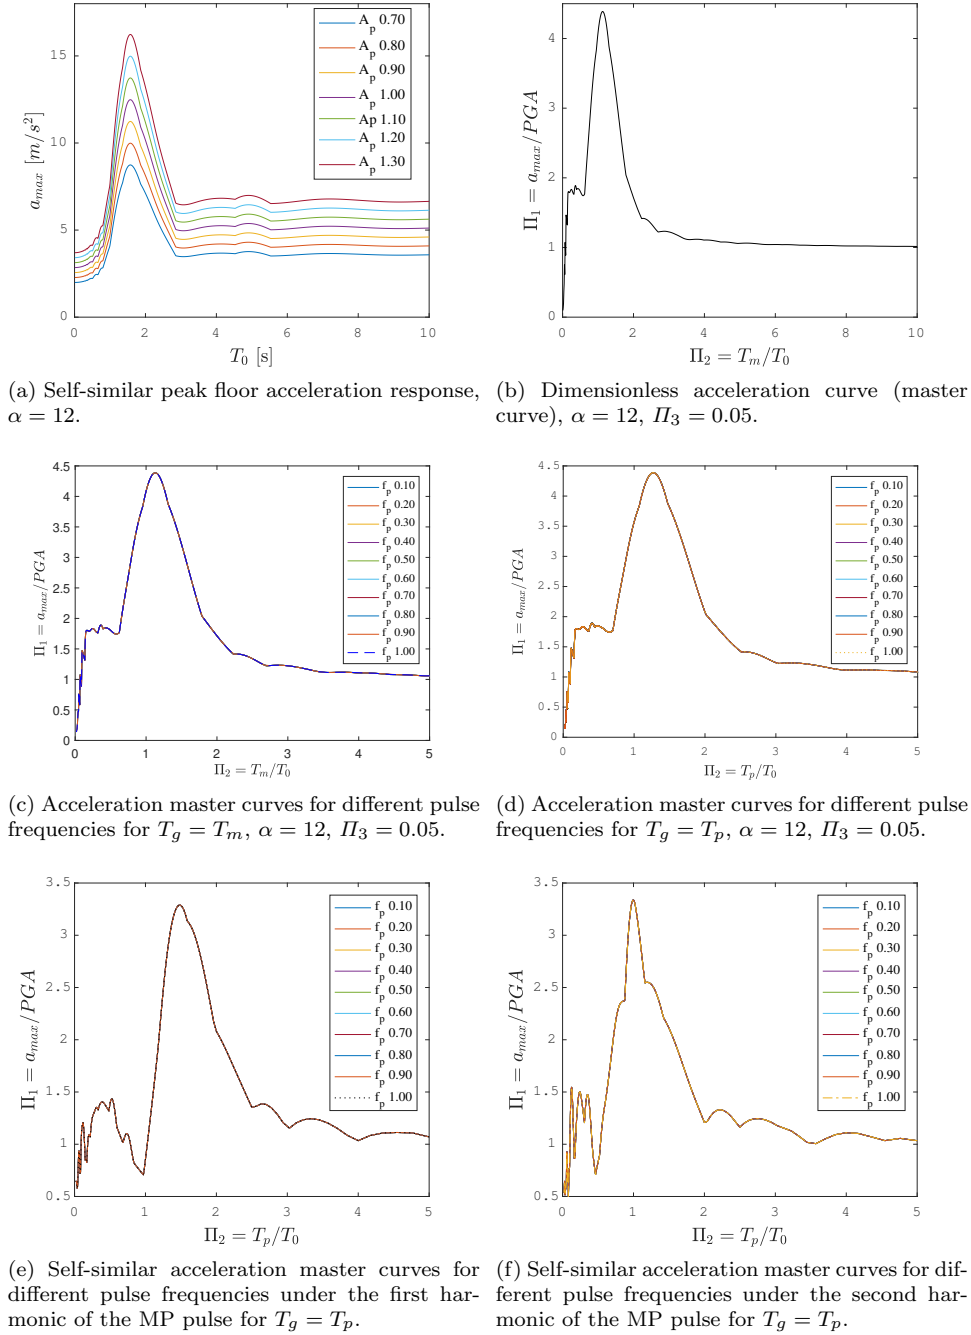 15
10
5
0
a_max [m/s²]
A_p 0.70
A_p 0.80
A_p 0.90
A_p 1.00
Ap 1.10
A_p 1.20
A_p 1.30
0 2 4 6 8 10
T_0 [s]
4
3
2
1
0
Π_1 = a_max/PGA
0 2 4 6 8 10
Π_2 = T_m/T_0
(a) Self-similar peak floor acceleration response,
α = 12.
(b) Dimensionless acceleration curve (master
curve), α = 12, Π_3 = 0.05.
4.5
4
3.5
3
2.5
2
1.5
1
0.5
0
Π_1 = a_max/PGA
f_p 0.10
f_p 0.20
f_p 0.30
f_p 0.40
f_p 0.50
f_p 0.60
f_p 0.70
f_p 0.80
f_p 0.90
f_p 1.00
0 1 2 3 4 5
Π_2 = T_m/T_0
4.5
4
3.5
3
2.5
2
1.5
1
0.5
0
Π_1 = a_max/PGA
f_p 0.10
f_p 0.20
f_p 0.30
f_p 0.40
f_p 0.50
f_p 0.60
f_p 0.70
f_p 0.80
f_p 0.90
f_p 1.00
0 1 2 3 4 5
Π_2 = T_p/T_0
(c) Acceleration master curves for different pulse
frequencies for T_g = T_m, α = 12, Π_3 = 0.05.
(d) Acceleration master curves for different pulse
frequencies for T_g = T_p, α = 12, Π_3 = 0.05.
3.5
3
2.5
2
1.5
1
0.5
Π_1 = a_max/PGA
f_p 0.10
f_p 0.20
f_p 0.30
f_p 0.40
f_p 0.50
f_p 0.60
f_p 0.70
f_p 0.80
f_p 0.90
f_p 1.00
0 1 2 3 4 5
Π_2 = T_p/T_0
3.5
3
2.5
2
1.5
1
0.5
Π_1 = a_max/PGA
f_p 0.10
f_p 0.20
f_p 0.30
f_p 0.40
f_p 0.50
f_p 0.60
f_p 0.70
f_p 0.80
f_p 0.90
f_p 1.00
0 1 2 3 4 5
Π_2 = T_p/T_0
(e) Self-similar acceleration master curves for
different pulse frequencies under the first har-
monic of the MP pulse for T_g = T_p.
(f) Self-similar acceleration master curves for dif-
ferent pulse frequencies under the second har-
monic of the MP pulse for T_g = T_p.